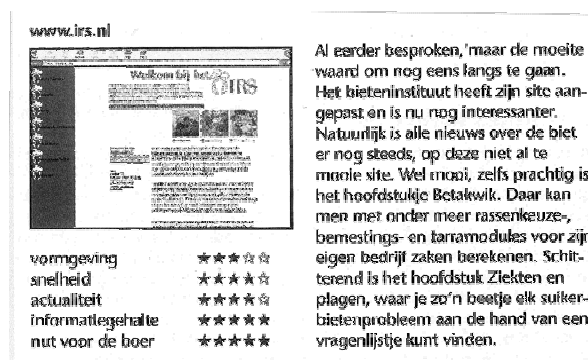 www.irs.nl
Welkom bij het IRS
vormgeving ★★★☆☆
snelheid ★★★★☆
actualiteit ★★★★☆
informatiegehalte ★★★★★
nut voor de boer ★★★★★
Al eerder besproken, maar de moeite
waard om nog eens langs te gaan.
Het bieteninstituut heeft zijn site aan-
gepast en is nu nog interessanter.
Natuurlijk is alle nieuws over de biet
er nog steeds, op deze niet al te
mooie site. Wel mooi, zelfs prachtig is
het hoofdstukje Betakwik. Daar kan
men met onder meer rassenkeuze-,
bemestings- en tarramodules voor zijn
eigen bedrijf zaken berekenen. Schit-
terend is het hoofdstuk Ziekten en
plagen, waar je zo'n beetje elk suiker-
bietenprobleem aan de hand van een
vragenlijstje kunt vinden.